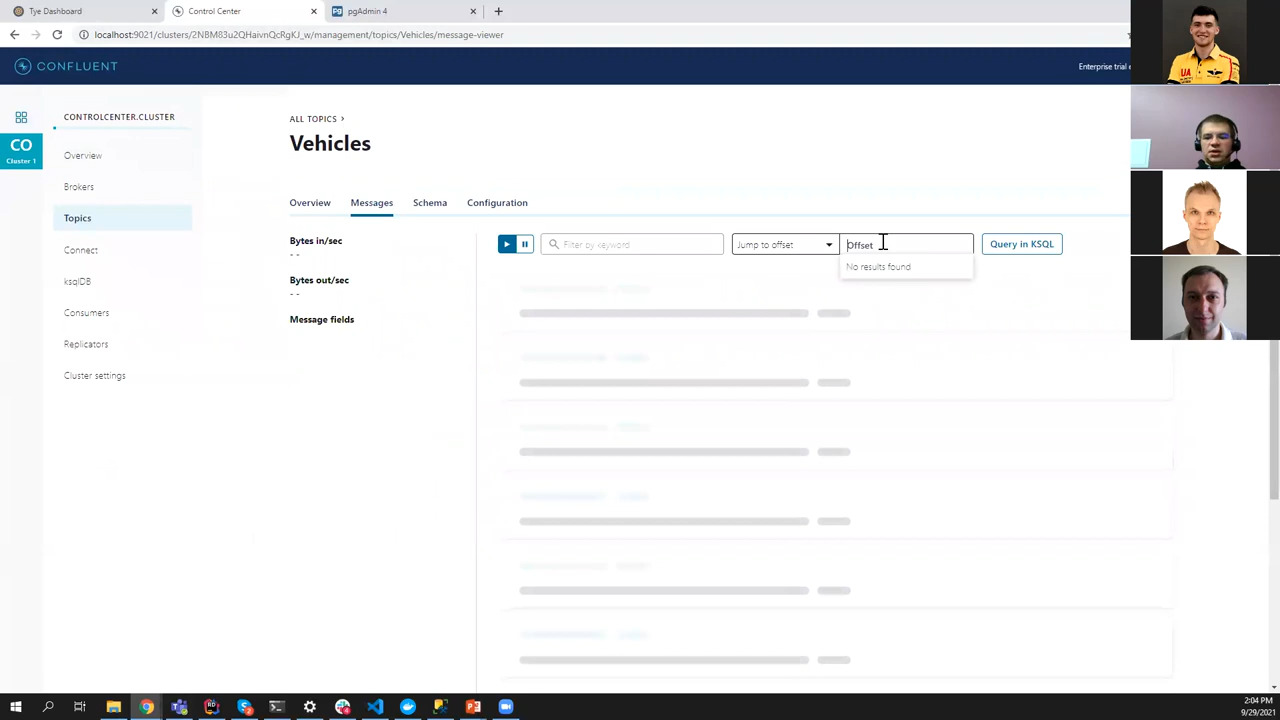 Tye Dashboard
Control Center
pgAdmin 4
localhost:9021/clusters/2NBM83u2QHaivnQcRgKJ_w/management/topics/Vehicles/message-viewer
CONFLUENT
Enterprise trial
CO
Cluster 1
CONTROLCENTER.CLUSTER
Overview
Brokers
Topics
Connect
ksqlDB
Consumers
Replicators
Cluster settings
ALL TOPICS >
Vehicles
Overview
Messages
Schema
Configuration
Bytes in/sec
- -
Bytes out/sec
- -
Message fields
Filter by keyword
Jump to offset
Offset
No results found
Query in KSQL
UA
2:04 PM
9/29/2021